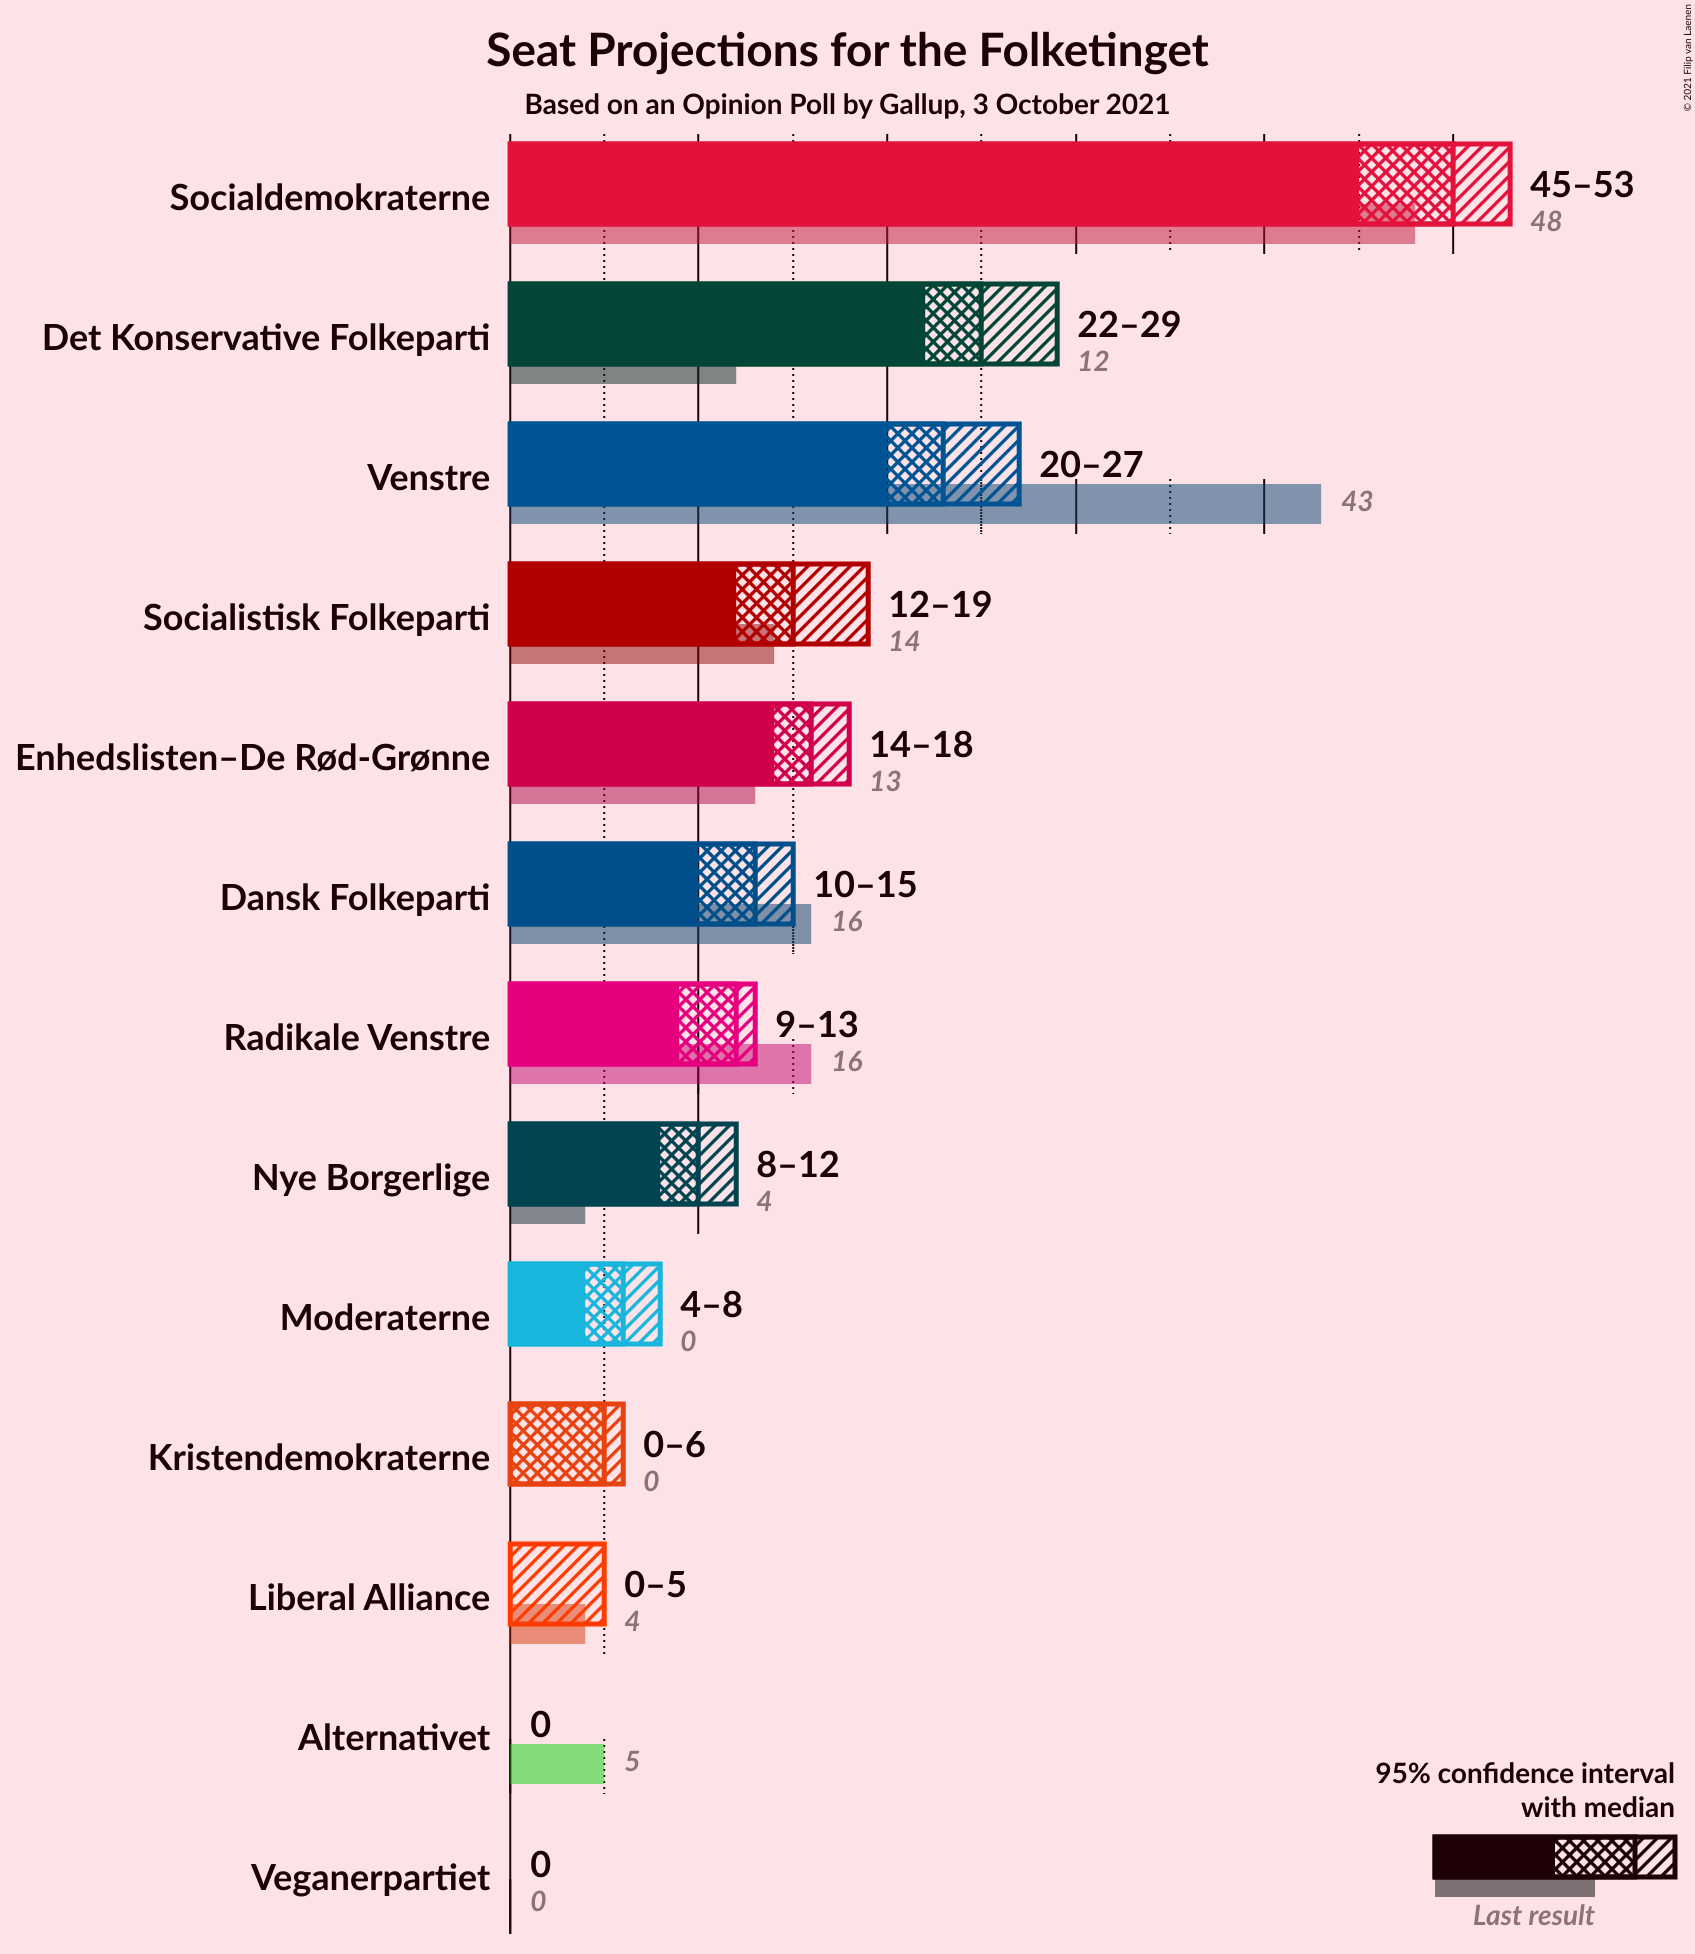 Seat Projections for the Folketinget
Based on an Opinion Poll by Gallup, 3 October 2021
© 2021 Filip van Laenen
Socialdemokraterne
45–53
48
Det Konservative Folkeparti
22–29
12
Venstre
20–27
43
Socialistisk Folkeparti
12–19
14
Enhedslisten–De Rød-Grønne
14–18
13
Dansk Folkeparti
10–15
16
Radikale Venstre
9–13
16
Nye Borgerlige
8–12
4
Moderaterne
4–8
0
Kristendemokraterne
0–6
0
Liberal Alliance
0–5
4
Alternativet
0
5
Veganerpartiet
0
0
95% confidence interval
with median
Last result